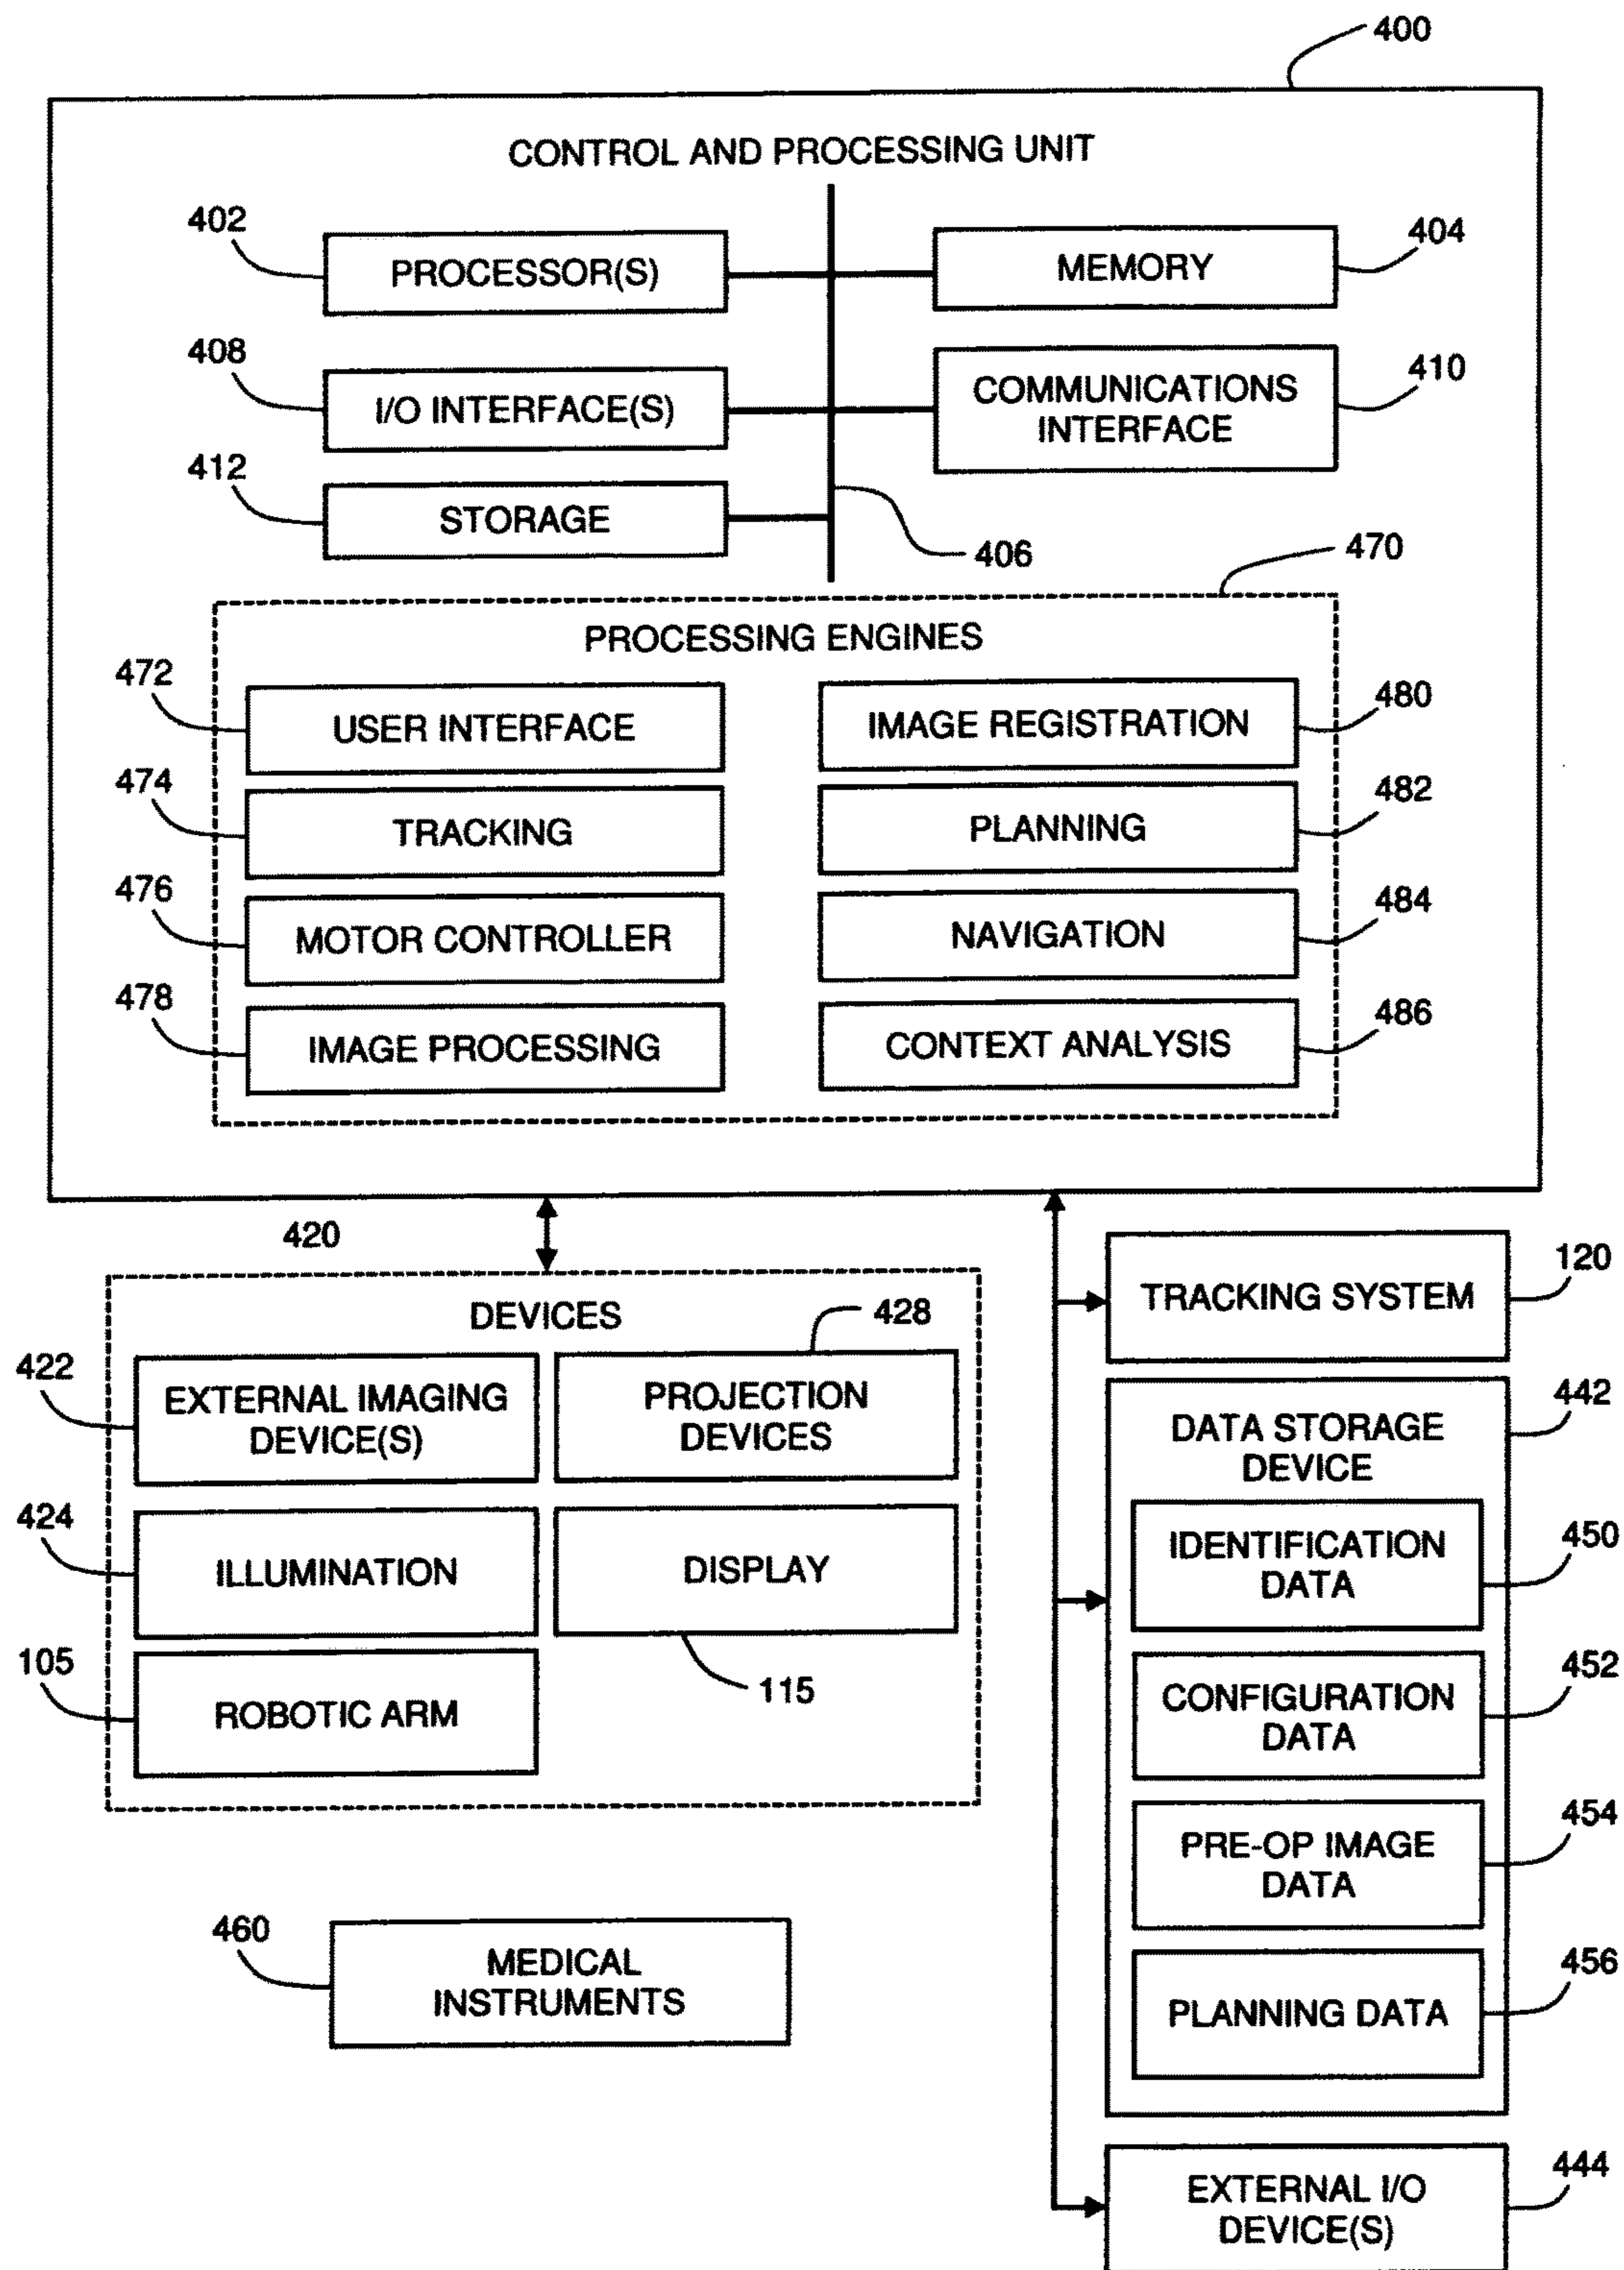 400
CONTROL AND PROCESSING UNIT
402
PROCESSOR(S)
MEMORY
404
408
I/O INTERFACE(S)
COMMUNICATIONS
INTERFACE
410
412
STORAGE
406
470
PROCESSING ENGINES
472
USER INTERFACE
IMAGE REGISTRATION
480
474
TRACKING
PLANNING
482
476
MOTOR CONTROLLER
NAVIGATION
484
478
IMAGE PROCESSING
CONTEXT ANALYSIS
486
420
DEVICES
422
EXTERNAL IMAGING
DEVICE(S)
428
PROJECTION
DEVICES
424
ILLUMINATION
DISPLAY
115
105
ROBOTIC ARM
460
MEDICAL
INSTRUMENTS
TRACKING SYSTEM
120
DATA STORAGE
DEVICE
442
IDENTIFICATION
DATA
450
CONFIGURATION
DATA
452
PRE-OP IMAGE
DATA
454
PLANNING DATA
456
EXTERNAL I/O
DEVICE(S)
444